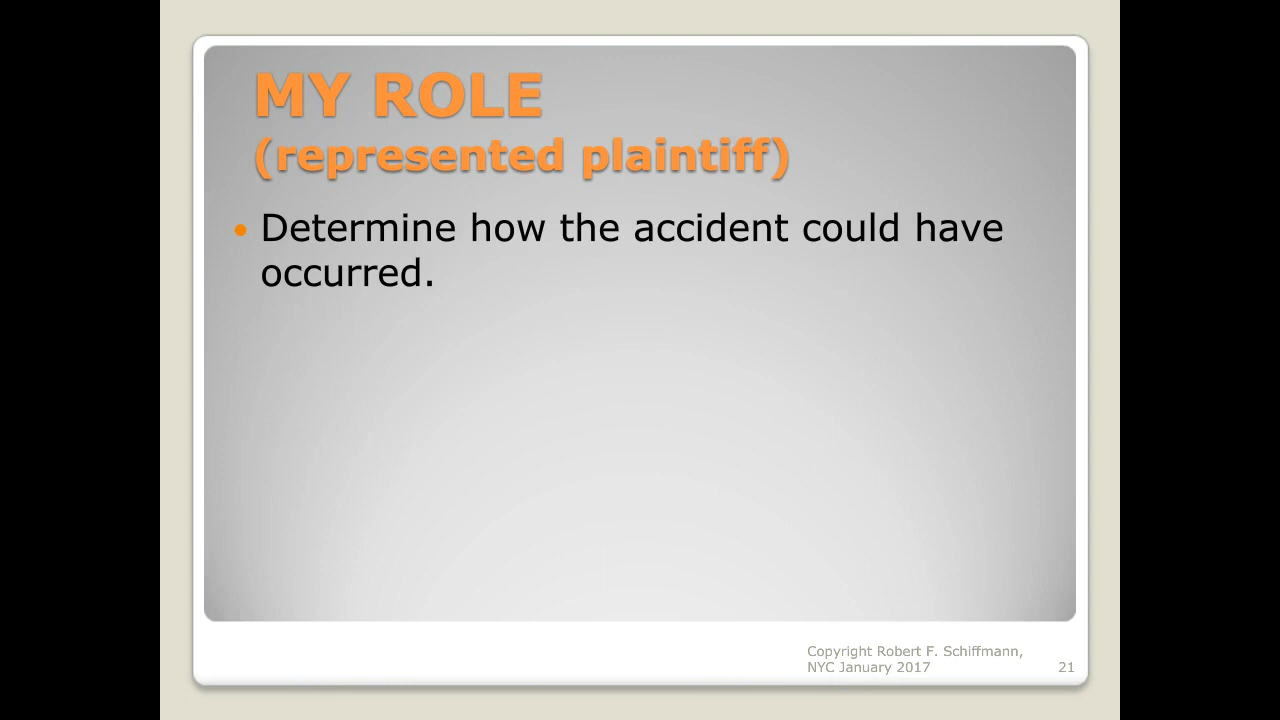 MY ROLE
(represented plaintiff)
• Determine how the accident could have
occurred.
Copyright Robert F. Schiffmann,
NYC January 2017
21